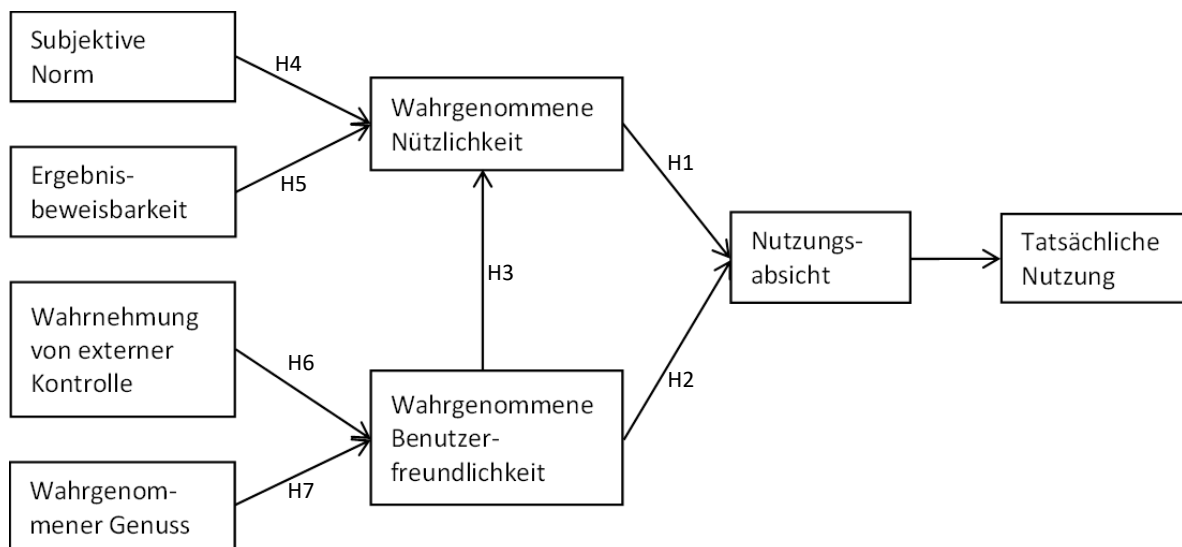 Subjektive
Norm
H4
Wahrgenommene
Nützlichkeit
Ergebnis-
beweisbarkeit
H5
H1
H3
Nutzungs-
absicht
Tatsächliche
Nutzung
Wahrnehmung
von externer
Kontrolle
H6
H2
Wahrgenommene
Benutzer-
freundlichkeit
Wahrgenom-
mener Genuss
H7